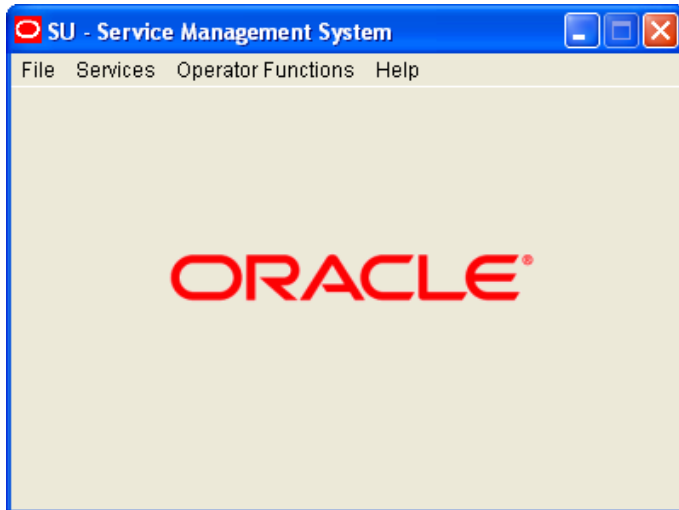 SU - Service Management System
File Services Operator Functions Help
ORACLE®